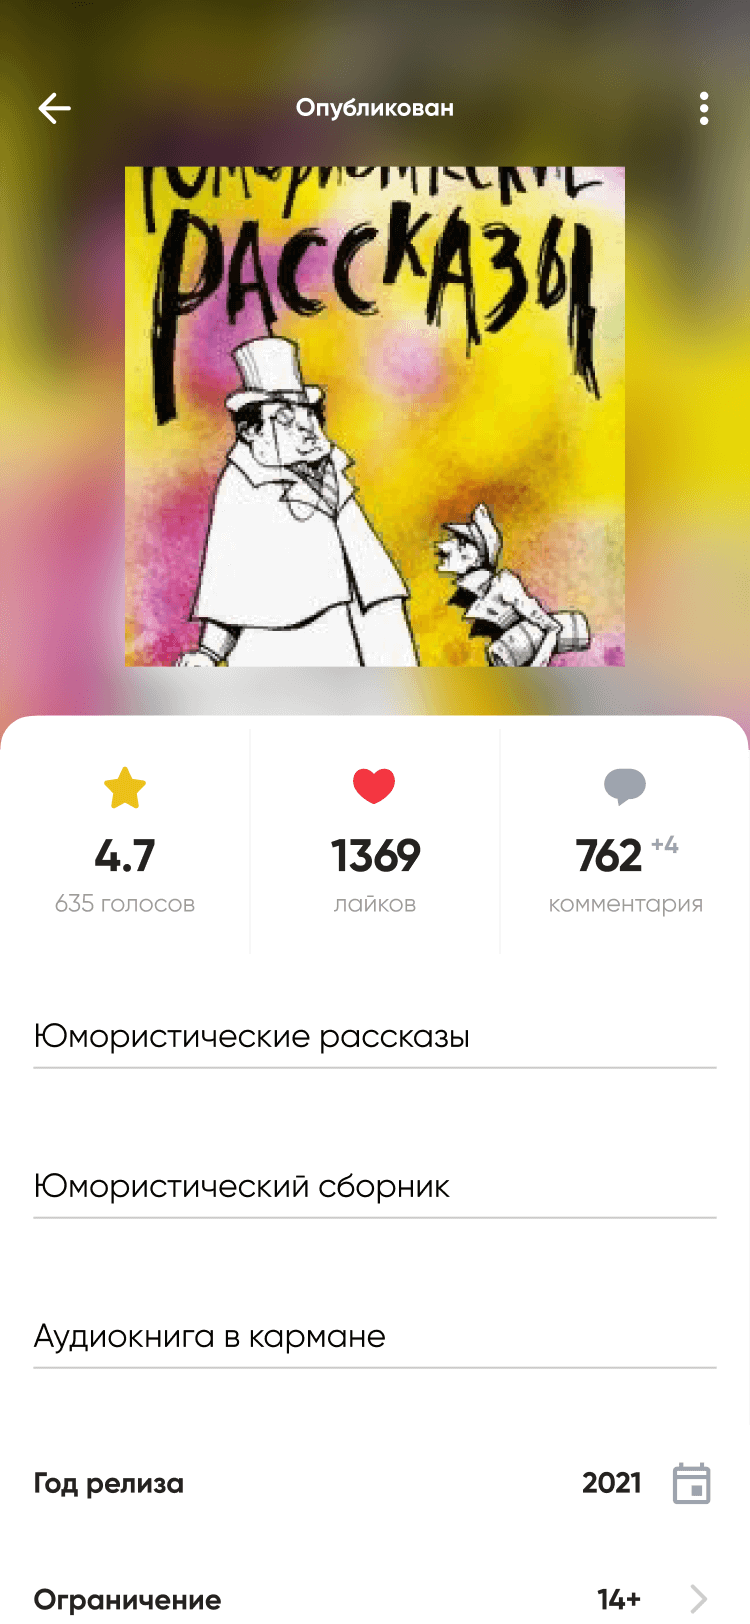 Опубликован
Юмористические
РАССКАЗЫ
4.7
1369
762 +4
635 голосов
лайков
комментария
Юмористические рассказы
Юмористический сборник
Аудиокнига в кармане
Год релиза
2021
Ограничение
14+